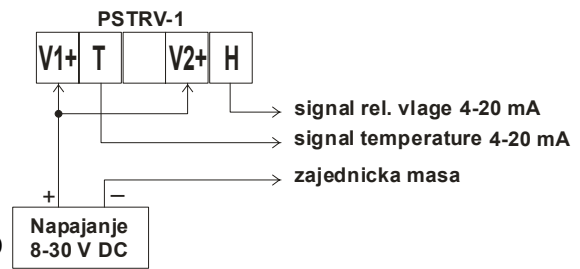 PSTRV-1
V1+ T V2+ H
signal rel. vlage 4-20 mA
signal temperature 4-20 mA
zajednicka masa
+ −
Napajanje
8-30 V DC